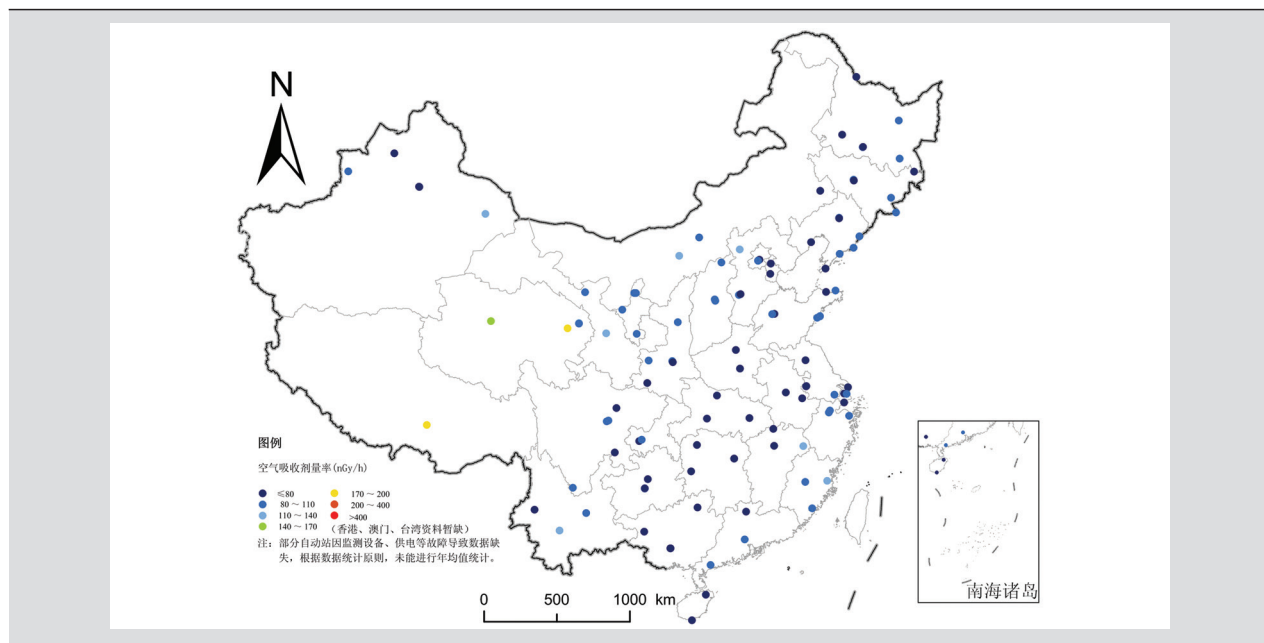 N
图例
空气吸收剂量率(nGy/h)
≤80
170～200
80～110
200～400
110～140
>400
140～170
（香港、澳门、台湾资料暂缺）
注：部分自动站因监测设备、供电等故障导致数据缺
失，根据数据统计原则，未能进行年均值统计。
0 500 1000 km
南海诸岛